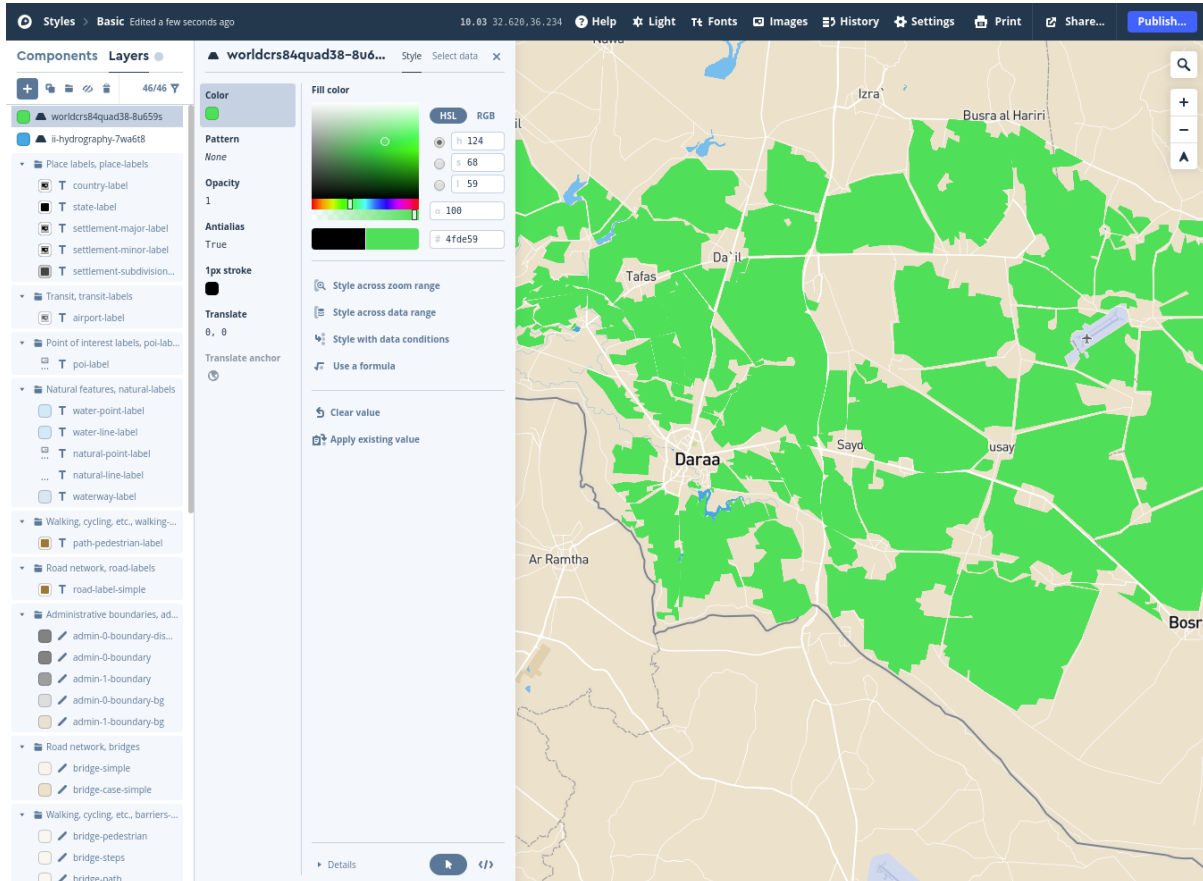 Styles > Basic Edited a few seconds ago
10.03 32.620,36.234
Help
Light
Fonts
Images
History
Settings
Print
Share...
Publish...
Components Layers
46/46
worldcrs84quad38-8u659s
ii-hydrography-7wa6t8
Place labels, place-labels
country-label
state-label
settlement-major-label
settlement-minor-label
settlement-subdivision...
Transit, transit-labels
airport-label
Point of interest labels, poi-lab...
poi-label
Natural features, natural-labels
water-point-label
water-line-label
natural-point-label
natural-line-label
waterway-label
Walking, cycling, etc., walking-...
path-pedestrian-label
Road network, road-labels
road-label-simple
Administrative boundaries, ad...
admin-0-boundary-dis...
admin-0-boundary
admin-1-boundary
admin-0-boundary-bg
admin-1-boundary-bg
Road network, bridges
bridge-simple
bridge-case-simple
Walking, cycling, etc., barriers-...
bridge-pedestrian
bridge-steps
bridge-path
worldcrs84quad38-8u6...
Style Select data
Color
Pattern
None
Opacity
1
Antialias
True
1px stroke
Translate
0, 0
Translate anchor
Fill color
HSL RGB
h 124
s 68
l 59
o 100
# 4fde59
Style across zoom range
Style across data range
Style with data conditions
Use a formula
Clear value
Apply existing value
Details
</>
Nawa
Izra`
Busra al Hariri
il
Da`il
Tafas
Sayd
usay
Daraa
Ar Ramtha
Bosr